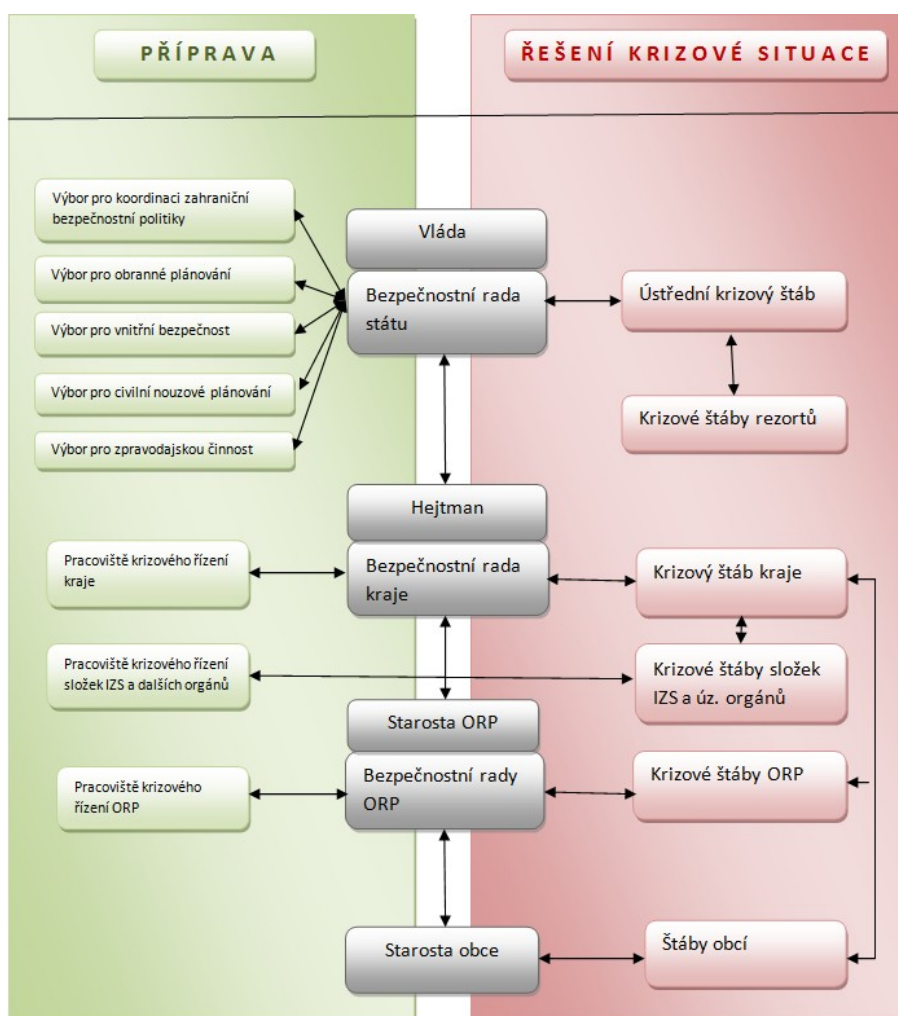 PŘÍPRAVA
ŘEŠENÍ KRIZOVÉ SITUACE
Výbor pro koordinaci zahraniční
bezpečnostní politiky
Výbor pro obranné plánování
Výbor pro vnitřní bezpečnost
Výbor pro civilní nouzové plánování
Výbor pro zpravodajskou činnost
Vláda
Bezpečnostní rada
státu
Ústřední krizový štáb
Krizové štáby rezortů
Hejtman
Bezpečnostní rada
kraje
Pracoviště krizového řízení
kraje
Krizový štáb kraje
Pracoviště krizového řízení
složek IZS a dalších orgánů
Krizové štáby složek
IZS a úz. orgánů
Starosta ORP
Bezpečnostní rady
ORP
Pracoviště krizového
řízení ORP
Krizové štáby ORP
Starosta obce
Štáby obcí